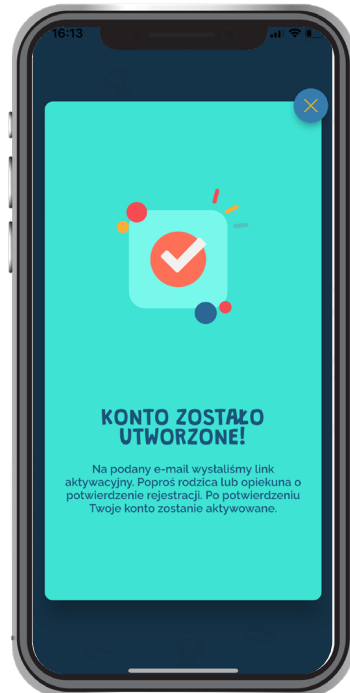 16:13
KONTO ZOSTAŁO
UTWORZONE!
Na podany e-mail wysłaliśmy link
aktywacyjny. Poproś rodzica lub opiekuna o
potwierdzenie rejestracji. Po potwierdzeniu
Twoje konto zostanie aktywowane.